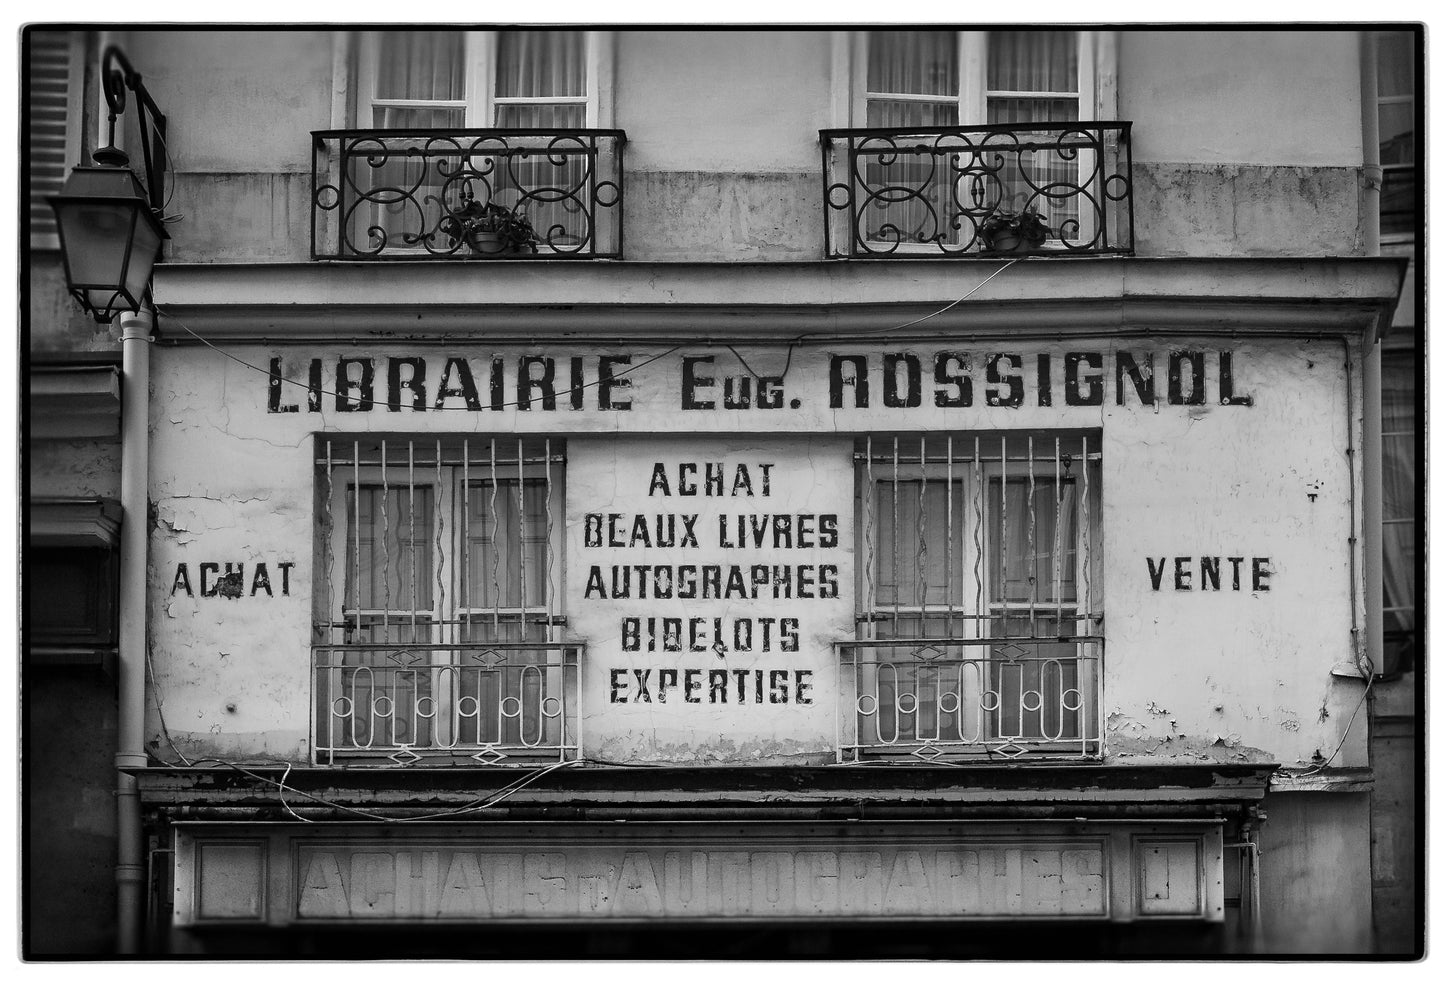 LIBRAIRIE EUG. ROSSIGNOL
ACHAT
BEAUX LIVRES
AUTOGRAPHES
BIBELOTS
EXPERTISE
ACHAT
VENTE
ACHATS D'AUTOGRAPHES